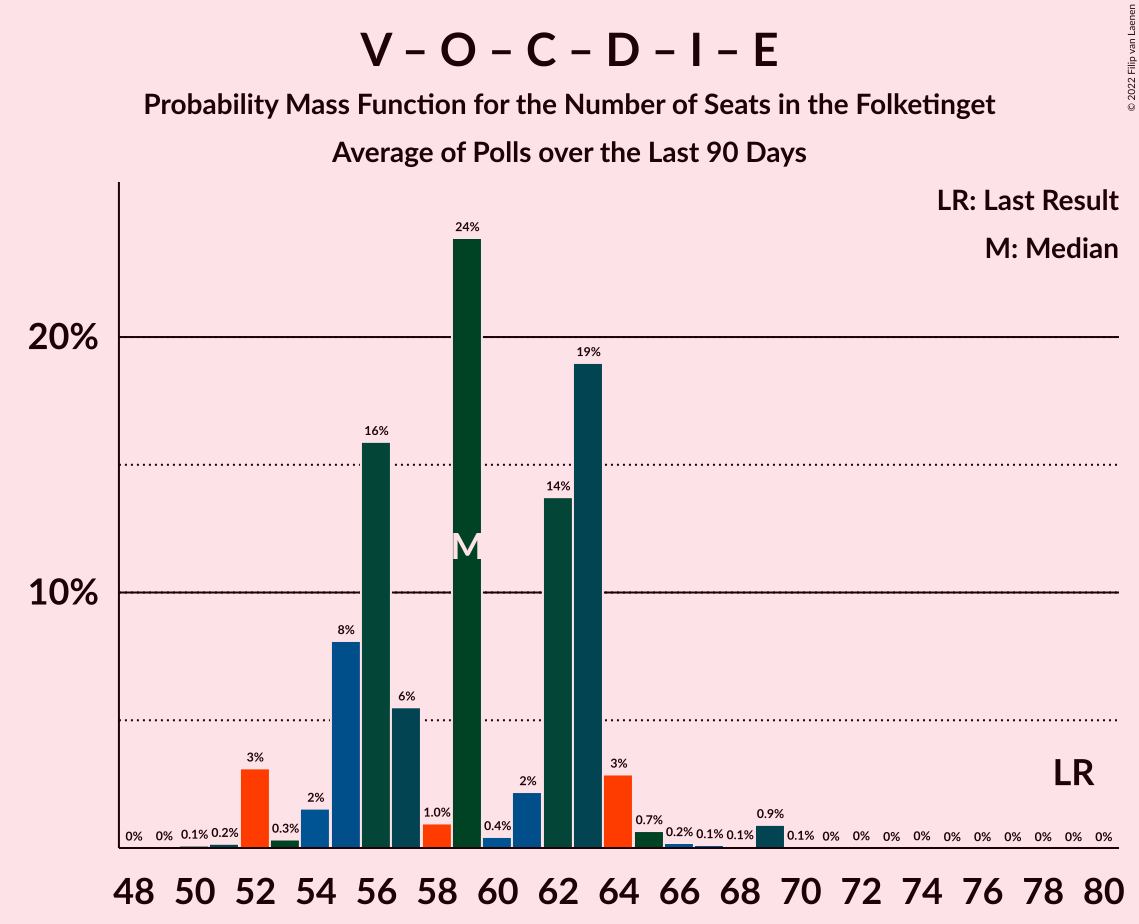 V – O – C – D – I – E
Probability Mass Function for the Number of Seats in the Folketinget
Average of Polls over the Last 90 Days
© 2022 Filip van Laenen
LR: Last Result
M: Median
20%
10%
0% 0% 0.1% 0.2% 3% 0.3% 2% 8% 16% 6% 1.0% 24% 0.4% 2% 14% 19% 3% 0.7% 0.2% 0.1% 0.1% 0.9% 0.1% 0% 0% 0% 0% 0% 0% 0% 0% 0% 0%
M
LR
48 50 52 54 56 58 60 62 64 66 68 70 72 74 76 78 80